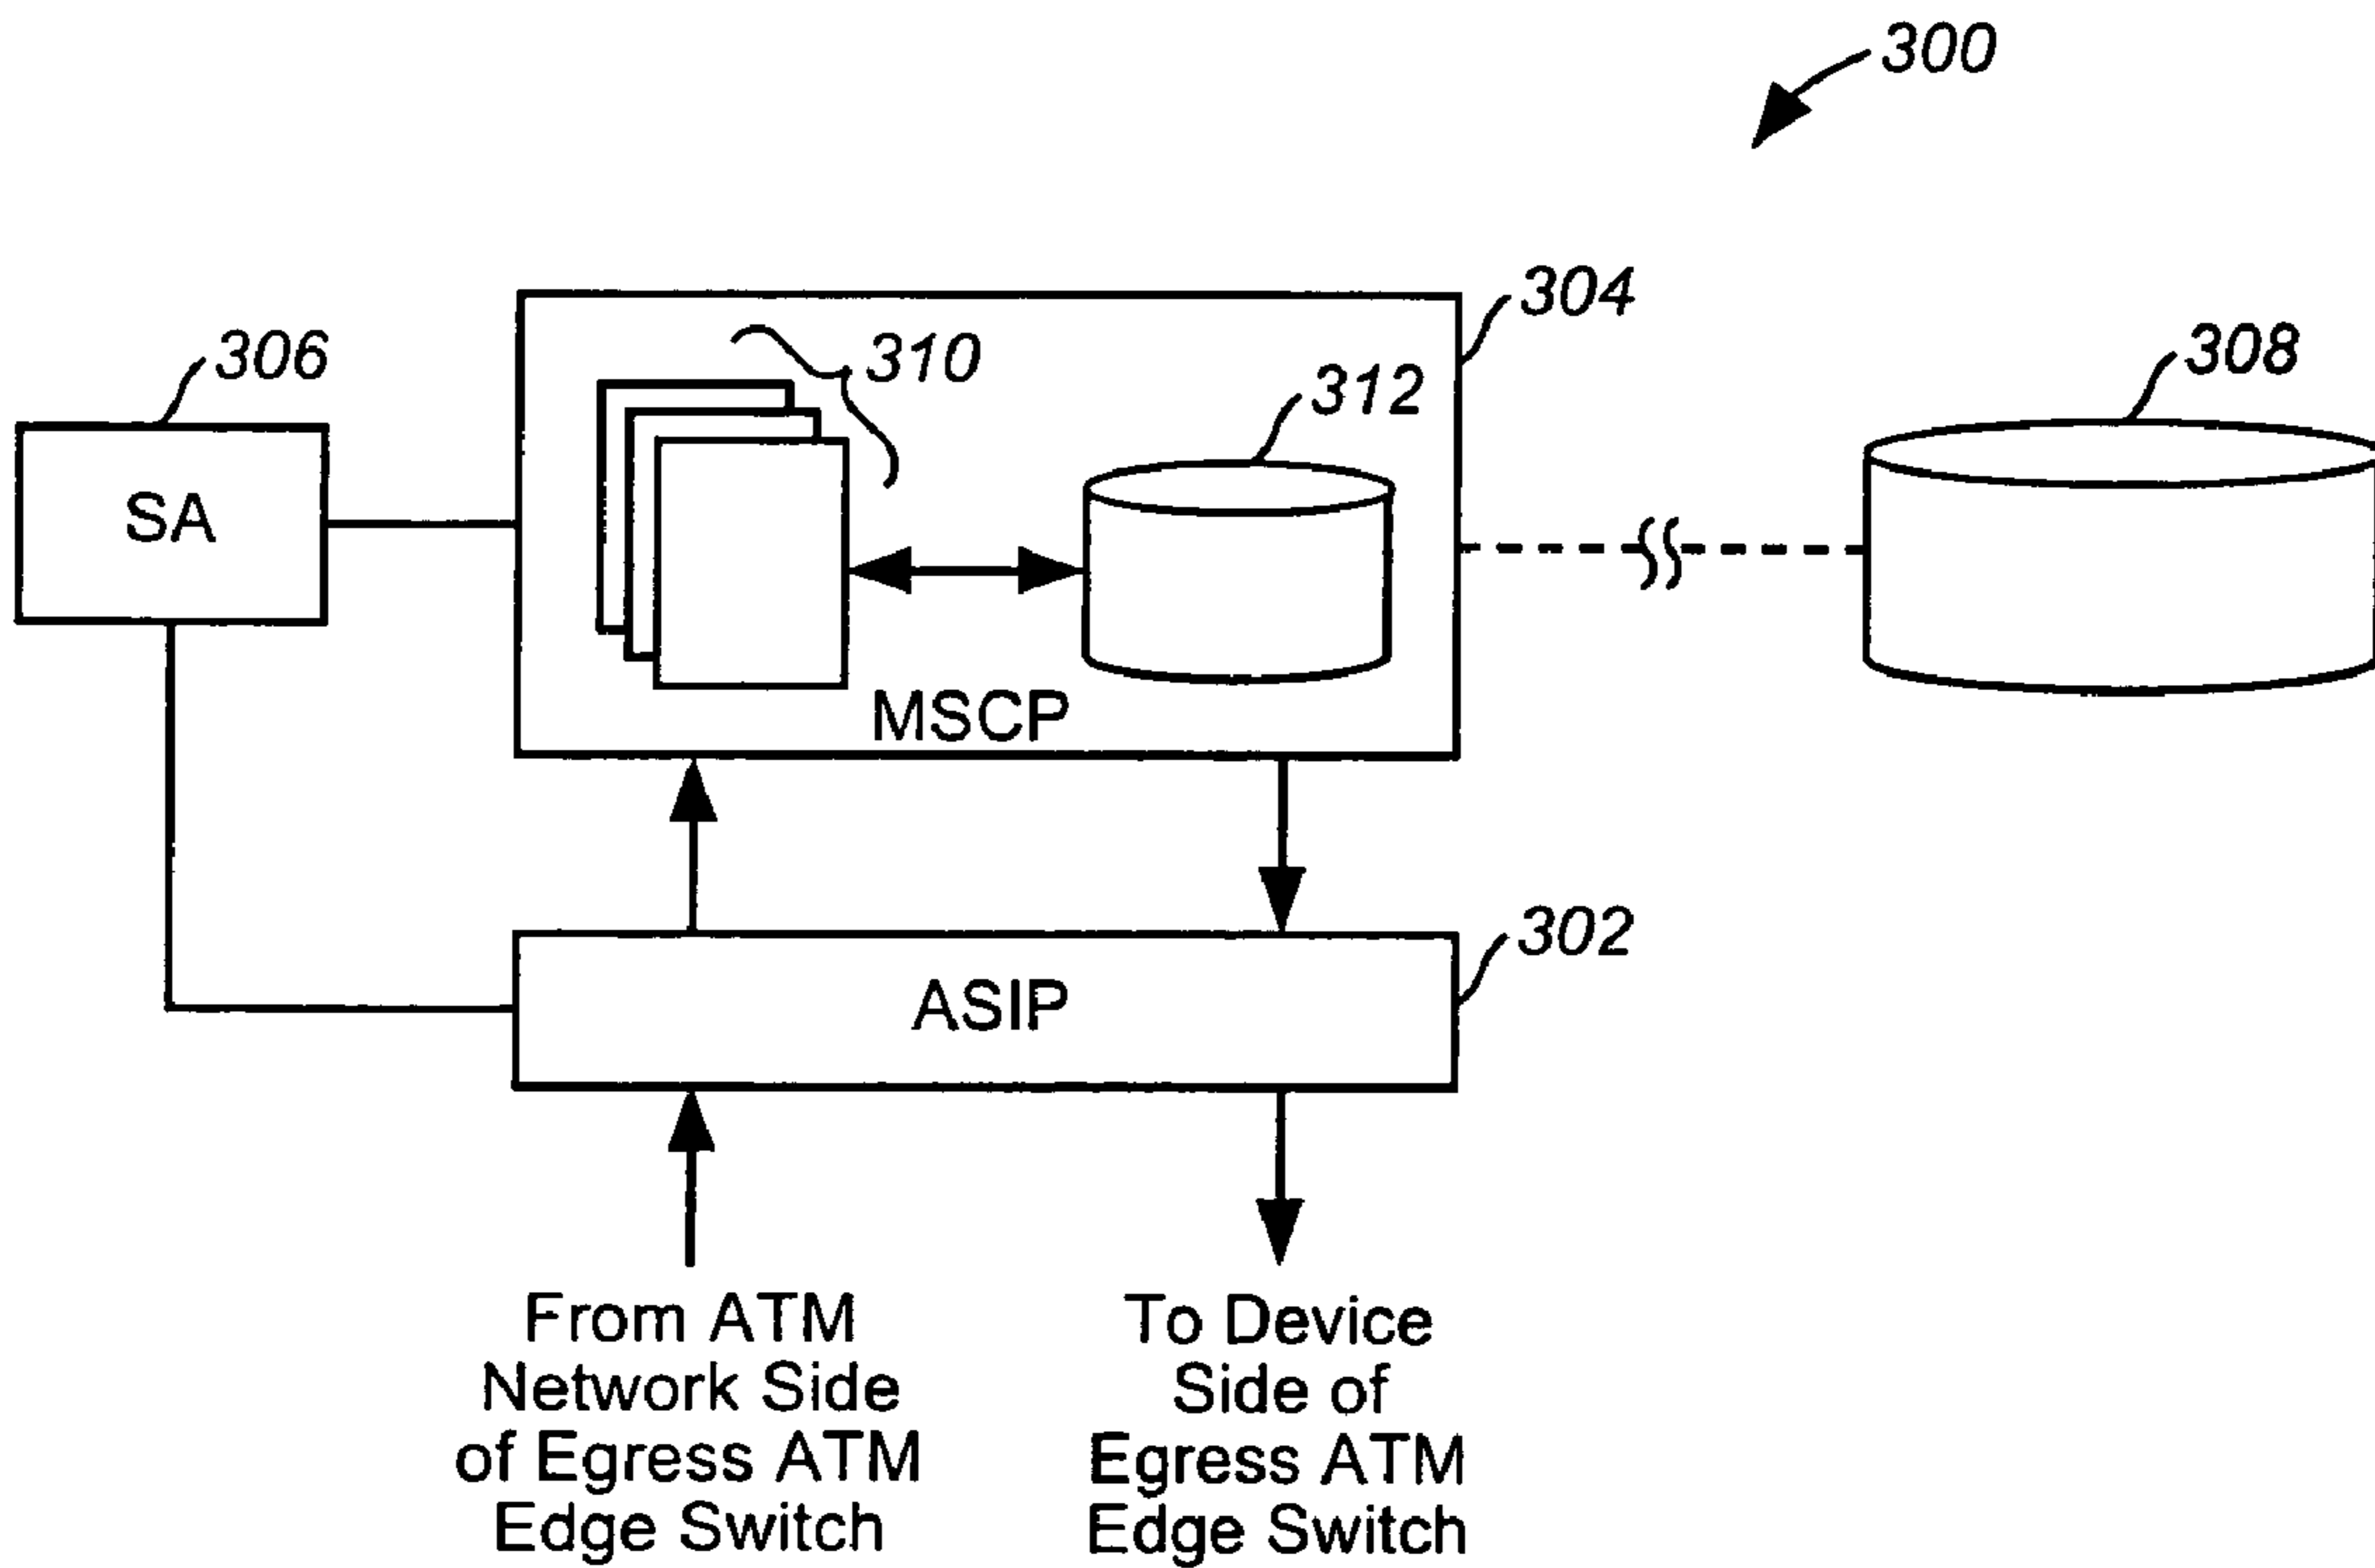 300
304
306
310
308
312
SA
MSCP
302
ASIP
From ATM
Network Side
of Egress ATM
Edge Switch
To Device
Side of
Egress ATM
Edge Switch